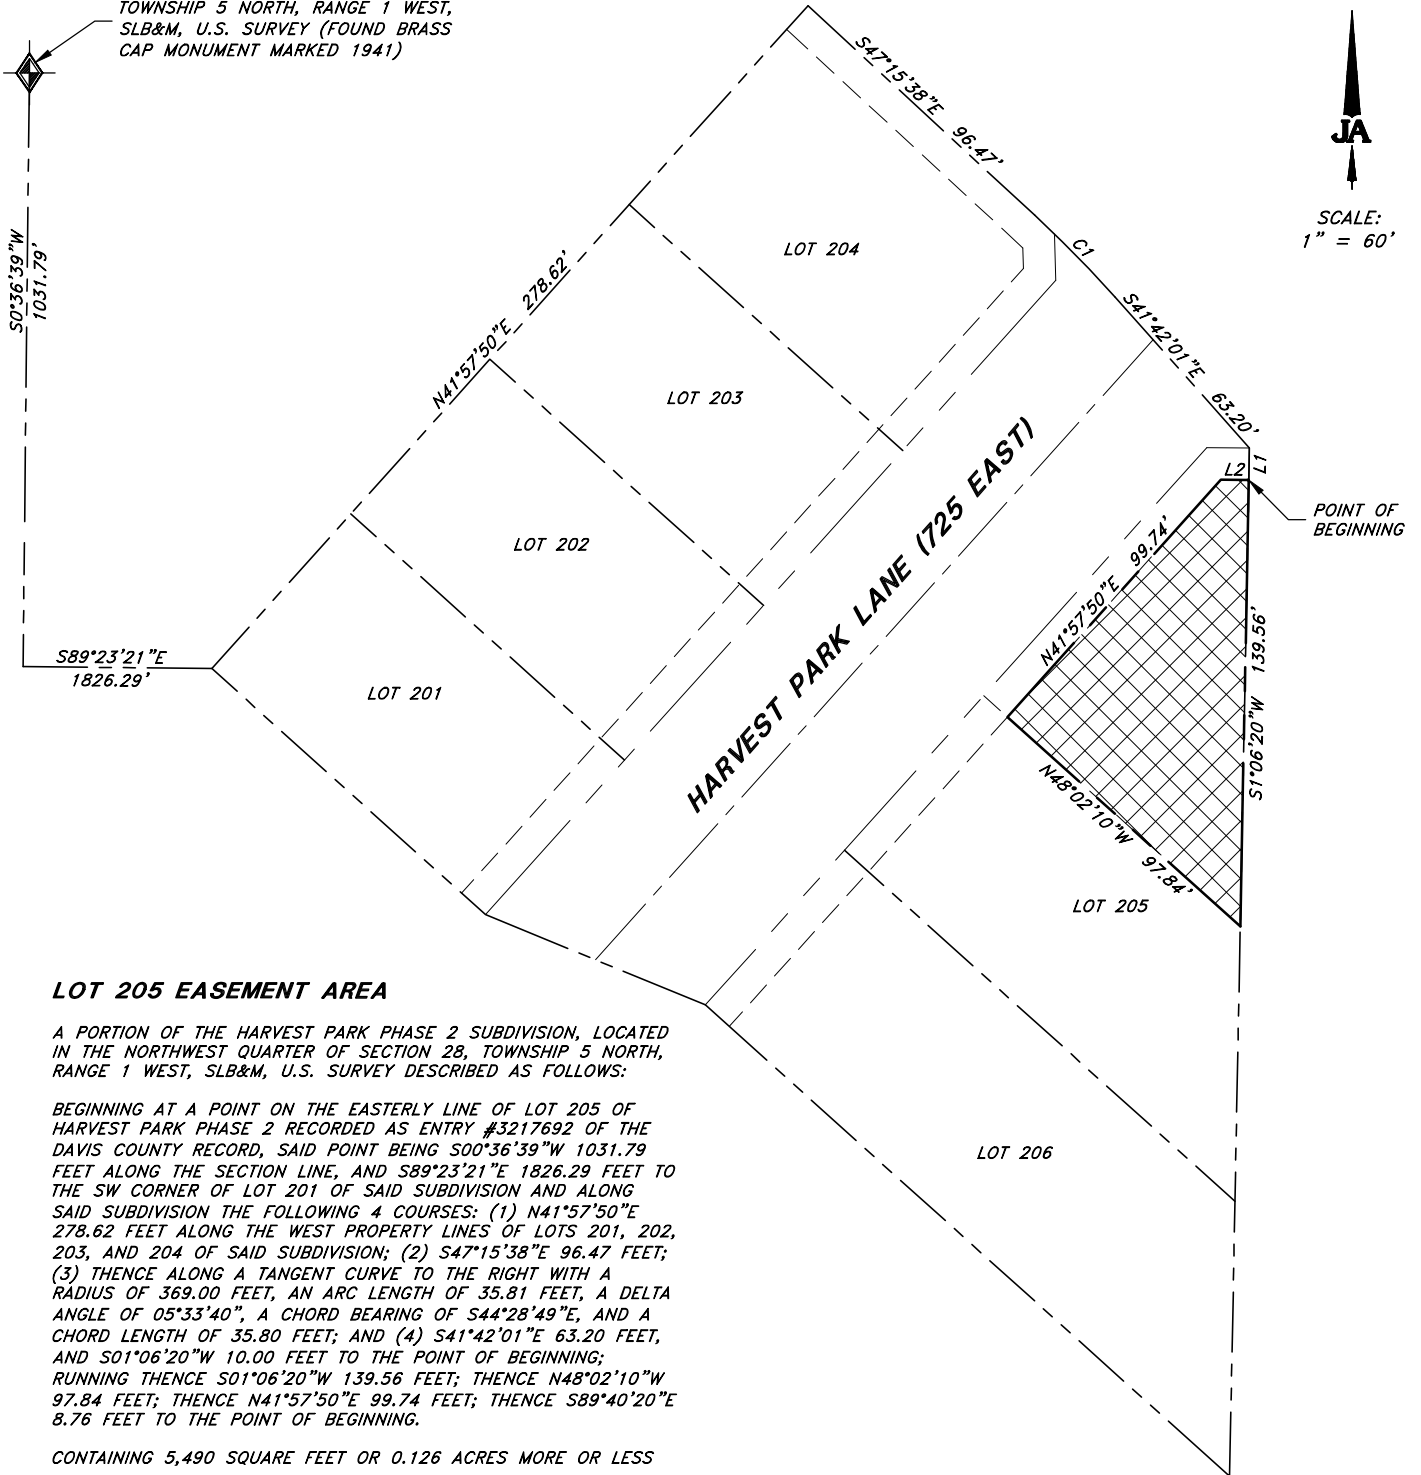 TOWNSHIP 5 NORTH, RANGE 1 WEST,
SLB&M, U.S. SURVEY (FOUND BRASS
CAP MONUMENT MARKED 1941)
S0°36'39"W
1031.79'
S89°23'21"E
1826.29'
N41°57'50"E 278.62'
S47°15'38"E 96.47'
C1
S41°42'01"E 63.20'
L1
L2
POINT OF
BEGINNING
JA
SCALE:
1" = 60'
LOT 204
LOT 203
LOT 202
LOT 201
HARVEST PARK LANE (725 EAST)
N41°57'50"E 99.74'
S1°06'20"W 139.56'
N48°02'10"W 97.84'
LOT 205
LOT 206
LOT 205 EASEMENT AREA
A PORTION OF THE HARVEST PARK PHASE 2 SUBDIVISION, LOCATED
IN THE NORTHWEST QUARTER OF SECTION 28, TOWNSHIP 5 NORTH,
RANGE 1 WEST, SLB&M, U.S. SURVEY DESCRIBED AS FOLLOWS:
BEGINNING AT A POINT ON THE EASTERLY LINE OF LOT 205 OF
HARVEST PARK PHASE 2 RECORDED AS ENTRY #3217692 OF THE
DAVIS COUNTY RECORD, SAID POINT BEING S00°36'39"W 1031.79
FEET ALONG THE SECTION LINE, AND S89°23'21"E 1826.29 FEET TO
THE SW CORNER OF LOT 201 OF SAID SUBDIVISION AND ALONG
SAID SUBDIVISION THE FOLLOWING 4 COURSES: (1) N41°57'50"E
278.62 FEET ALONG THE WEST PROPERTY LINES OF LOTS 201, 202,
203, AND 204 OF SAID SUBDIVISION; (2) S47°15'38"E 96.47 FEET;
(3) THENCE ALONG A TANGENT CURVE TO THE RIGHT WITH A
RADIUS OF 369.00 FEET, AN ARC LENGTH OF 35.81 FEET, A DELTA
ANGLE OF 05°33'40", A CHORD BEARING OF S44°28'49"E, AND A
CHORD LENGTH OF 35.80 FEET; AND (4) S41°42'01"E 63.20 FEET,
AND S01°06'20"W 10.00 FEET TO THE POINT OF BEGINNING;
RUNNING THENCE S01°06'20"W 139.56 FEET; THENCE N48°02'10"W
97.84 FEET; THENCE N41°57'50"E 99.74 FEET; THENCE S89°40'20"E
8.76 FEET TO THE POINT OF BEGINNING.
CONTAINING 5,490 SQUARE FEET OR 0.126 ACRES MORE OR LESS